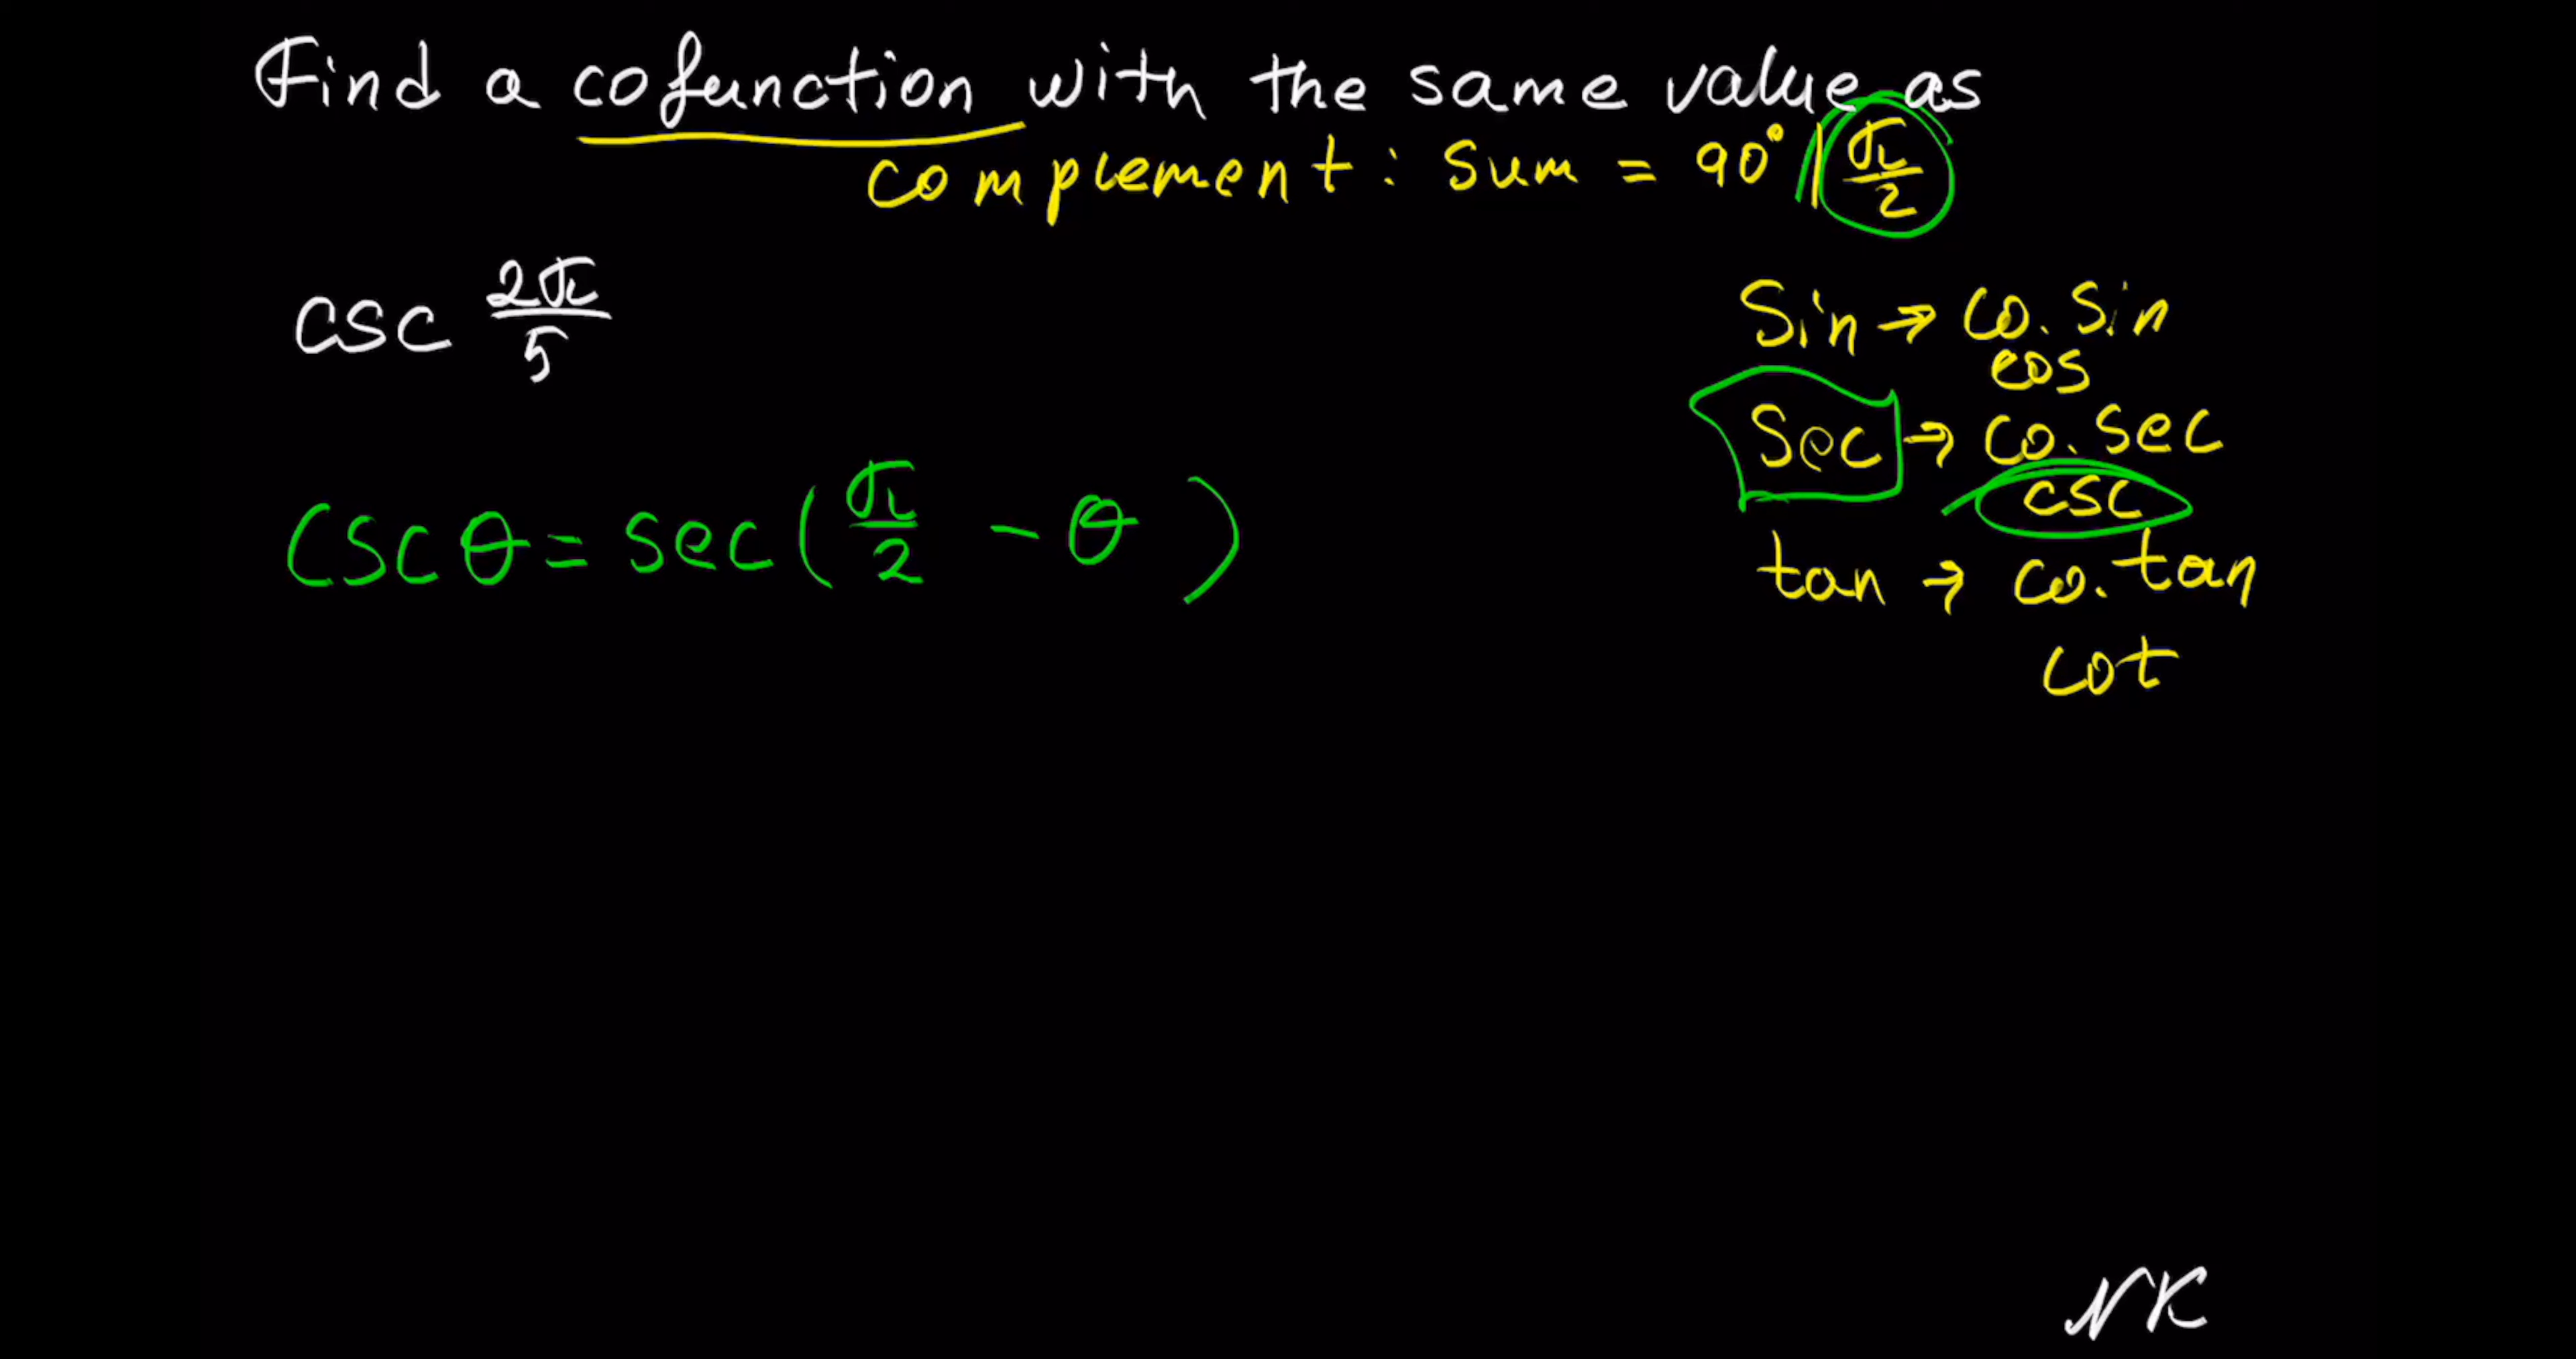 Find a cofunction with the same value as
complement: sum = 90° | π/2
csc 2π/5
Sin → co. sin
cos
Sec → co. sec
csc
csc θ = sec (π/2 - θ)
tan → co. tan
cot
NK